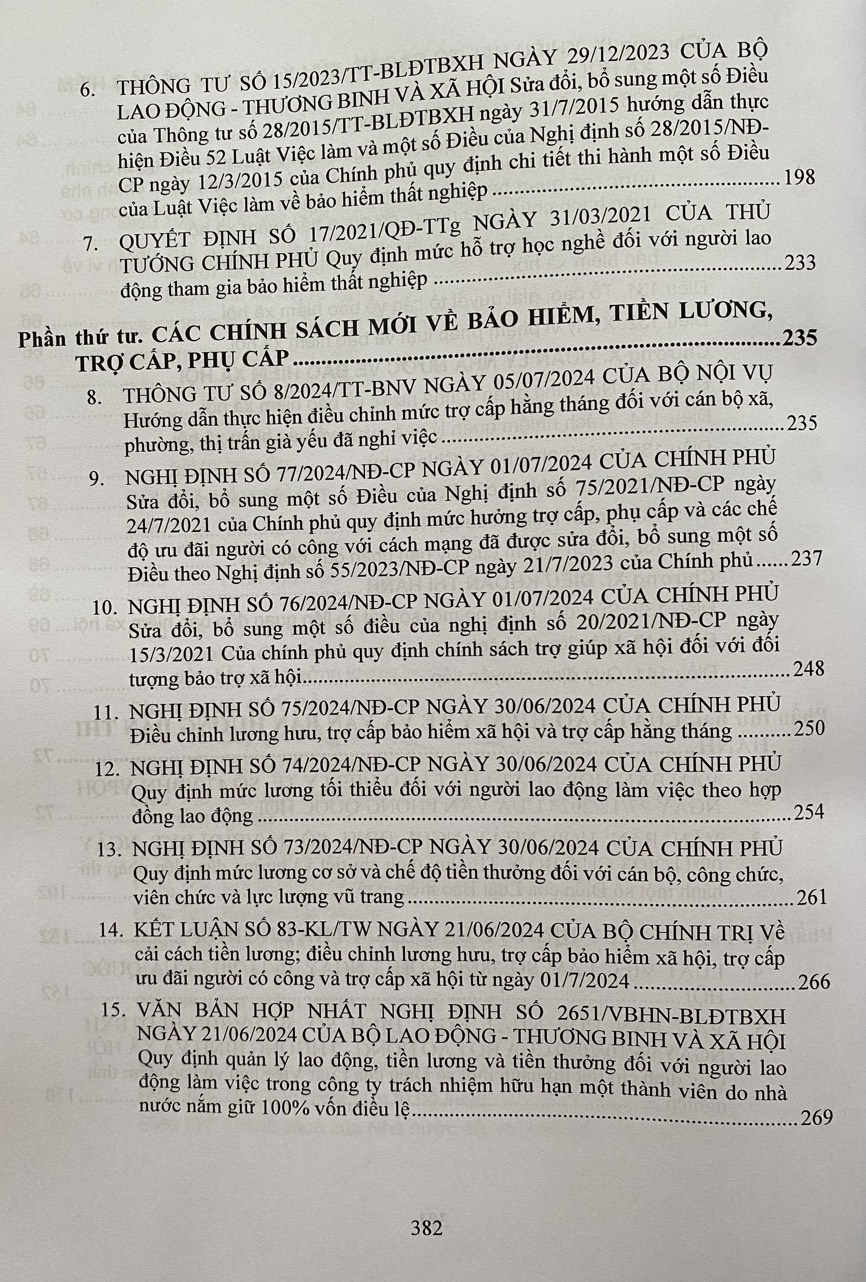 6. THÔNG TƯ SỐ 15/2023/TT-BLĐTBXH NGÀY 29/12/2023 CỦA BỘ
LAO ĐỘNG - THƯƠNG BINH VÀ XÃ HỘI Sửa đổi, bổ sung một số Điều
của Thông tư số 28/2015/TT-BLĐTBXH ngày 31/7/2015 hướng dẫn thực
hiện Điều 52 Luật Việc làm và một số Điều của Nghị định số 28/2015/NĐ-
CP ngày 12/3/2015 của Chính phủ quy định chi tiết thi hành một số Điều
của Luật Việc làm về bảo hiểm thất nghiệp ........ 198
7. QUYẾT ĐỊNH SỐ 17/2021/QĐ-TTg NGÀY 31/03/2021 CỦA THỦ
TƯỚNG CHÍNH PHỦ Quy định mức hỗ trợ học nghề đối với người lao
động tham gia bảo hiểm thất nghiệp ........ 233
Phần thứ tư. CÁC CHÍNH SÁCH MỚI VỀ BẢO HIỂM, TIỀN LƯƠNG,
TRỢ CẤP, PHỤ CẤP ........ 235
8. THÔNG TƯ SỐ 8/2024/TT-BNV NGÀY 05/07/2024 CỦA BỘ NỘI VỤ
Hướng dẫn thực hiện điều chỉnh mức trợ cấp hằng tháng đối với cán bộ xã,
phường, thị trấn già yếu đã nghỉ việc ........ 235
9. NGHỊ ĐỊNH SỐ 77/2024/NĐ-CP NGÀY 01/07/2024 CỦA CHÍNH PHỦ
Sửa đổi, bổ sung một số Điều của Nghị định số 75/2021/NĐ-CP ngày
24/7/2021 của Chính phủ quy định mức hưởng trợ cấp, phụ cấp và các chế
độ ưu đãi người có công với cách mạng đã được sửa đổi, bổ sung một số
Điều theo Nghị định số 55/2023/NĐ-CP ngày 21/7/2023 của Chính phủ ...... 237
10. NGHỊ ĐỊNH SỐ 76/2024/NĐ-CP NGÀY 01/07/2024 CỦA CHÍNH PHỦ
Sửa đổi, bổ sung một số điều của nghị định số 20/2021/NĐ-CP ngày
15/3/2021 Của chính phủ quy định chính sách trợ giúp xã hội đối với đối
tượng bảo trợ xã hội ........ 248
11. NGHỊ ĐỊNH SỐ 75/2024/NĐ-CP NGÀY 30/06/2024 CỦA CHÍNH PHỦ
Điều chỉnh lương hưu, trợ cấp bảo hiểm xã hội và trợ cấp hằng tháng ......... 250
12. NGHỊ ĐỊNH SỐ 74/2024/NĐ-CP NGÀY 30/06/2024 CỦA CHÍNH PHỦ
Quy định mức lương tối thiểu đối với người lao động làm việc theo hợp
đồng lao động ........ 254
13. NGHỊ ĐỊNH SỐ 73/2024/NĐ-CP NGÀY 30/06/2024 CỦA CHÍNH PHỦ
Quy định mức lương cơ sở và chế độ tiền thưởng đối với cán bộ, công chức,
viên chức và lực lượng vũ trang ........ 261
14. KẾT LUẬN SỐ 83-KL/TW NGÀY 21/06/2024 CỦA BỘ CHÍNH TRỊ Về
cải cách tiền lương; điều chỉnh lương hưu, trợ cấp bảo hiểm xã hội, trợ cấp
ưu đãi người có công và trợ cấp xã hội từ ngày 01/7/2024 ........ 266
15. VĂN BẢN HỢP NHẤT NGHỊ ĐỊNH SỐ 2651/VBHN-BLĐTBXH
NGÀY 21/06/2024 CỦA BỘ LAO ĐỘNG - THƯƠNG BINH VÀ XÃ HỘI
Quy định quản lý lao động, tiền lương và tiền thưởng đối với người lao
động làm việc trong công ty trách nhiệm hữu hạn một thành viên do nhà
nước nắm giữ 100% vốn điều lệ ........ 269
382